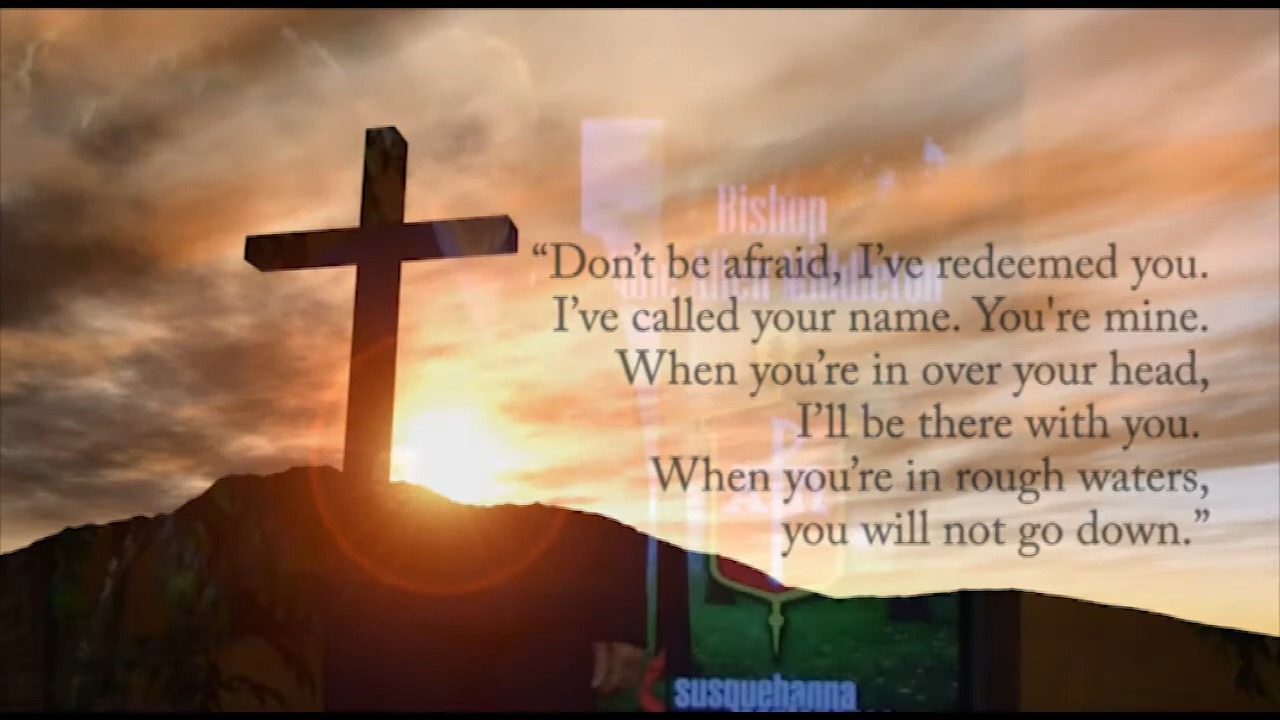 Bishop
“Don’t be afraid, I’ve redeemed you.
I’ve called your name. You're mine.
When you’re in over your head,
I’ll be there with you.
When you’re in rough waters,
you will not go down.”
susquehanna